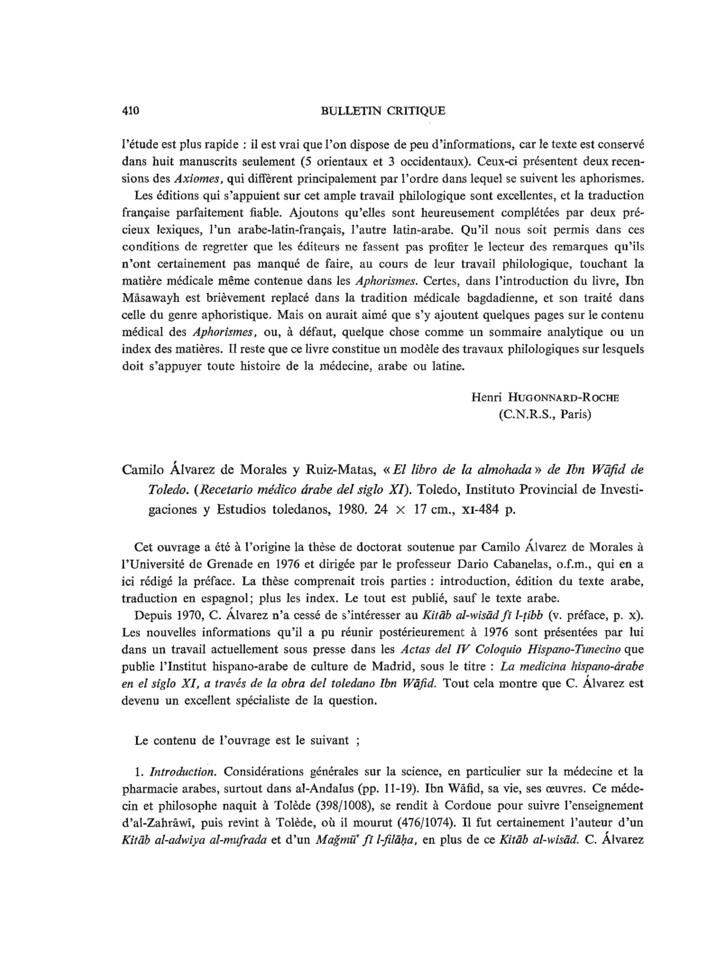 410 BULLETIN CRITIQUE
l'étude est plus rapide : il est vrai que l'on dispose de peu d'informations, car le texte est conservé
dans huit manuscrits seulement (5 orientaux et 3 occidentaux). Ceux-ci présentent deux recen-
sions des Axiomes, qui diffèrent principalement par l'ordre dans lequel se suivent les aphorismes.
Les éditions qui s'appuient sur cet ample travail philologique sont excellentes, et la traduction
française parfaitement fiable. Ajoutons qu'elles sont heureusement complétées par deux pré-
cieux lexiques, l'un arabe-latin-français, l'autre latin-arabe. Qu'il nous soit permis dans ces
conditions de regretter que les éditeurs ne fassent pas profiter le lecteur des remarques qu'ils
n'ont certainement pas manqué de faire, au cours de leur travail philologique, touchant la
matière médicale même contenue dans les Aphorismes. Certes, dans l'introduction du livre, Ibn
Māsawayh est brièvement replacé dans la tradition médicale bagdadienne, et son traité dans
celle du genre aphoristique. Mais on aurait aimé que s'y ajoutent quelques pages sur le contenu
médical des Aphorismes, ou, à défaut, quelque chose comme un sommaire analytique ou un
index des matières. Il reste que ce livre constitue un modèle des travaux philologiques sur lesquels
doit s'appuyer toute histoire de la médecine, arabe ou latine.
Henri HUGONNARD-ROCHE
(C.N.R.S., Paris)
Camilo Álvarez de Morales y Ruiz-Matas, « El libro de la almohada » de Ibn Wāfid de
Toledo. (Recetario médico árabe del siglo XI). Toledo, Instituto Provincial de Investi-
gaciones y Estudios toledanos, 1980. 24 × 17 cm., XI-484 p.
Cet ouvrage a été à l'origine la thèse de doctorat soutenue par Camilo Álvarez de Morales à
l'Université de Grenade en 1976 et dirigée par le professeur Dario Cabanelas, o.f.m., qui en a
ici rédigé la préface. La thèse comprenait trois parties : introduction, édition du texte arabe,
traduction en espagnol; plus les index. Le tout est publié, sauf le texte arabe.
Depuis 1970, C. Álvarez n'a cessé de s'intéresser au Kitāb al-wisād fī l-ṭibb (v. préface, p. x).
Les nouvelles informations qu'il a pu réunir postérieurement à 1976 sont présentées par lui
dans un travail actuellement sous presse dans les Actas del IV Coloquio Hispano-Tunecino que
publie l'Institut hispano-arabe de culture de Madrid, sous le titre : La medicina hispano-árabe
en el siglo XI, a través de la obra del toledano Ibn Wāfid. Tout cela montre que C. Álvarez est
devenu un excellent spécialiste de la question.
Le contenu de l'ouvrage est le suivant ;
1. Introduction. Considérations générales sur la science, en particulier sur la médecine et la
pharmacie arabes, surtout dans al-Andalus (pp. 11-19). Ibn Wāfid, sa vie, ses œuvres. Ce méde-
cin et philosophe naquit à Tolède (398/1008), se rendit à Cordoue pour suivre l'enseignement
d'al-Zahrāwī, puis revint à Tolède, où il mourut (476/1074). Il fut certainement l'auteur d'un
Kitāb al-adwiya al-mufrada et d'un Maǧmūʿ fī l-filāḥa, en plus de ce Kitāb al-wisād. C. Álvarez